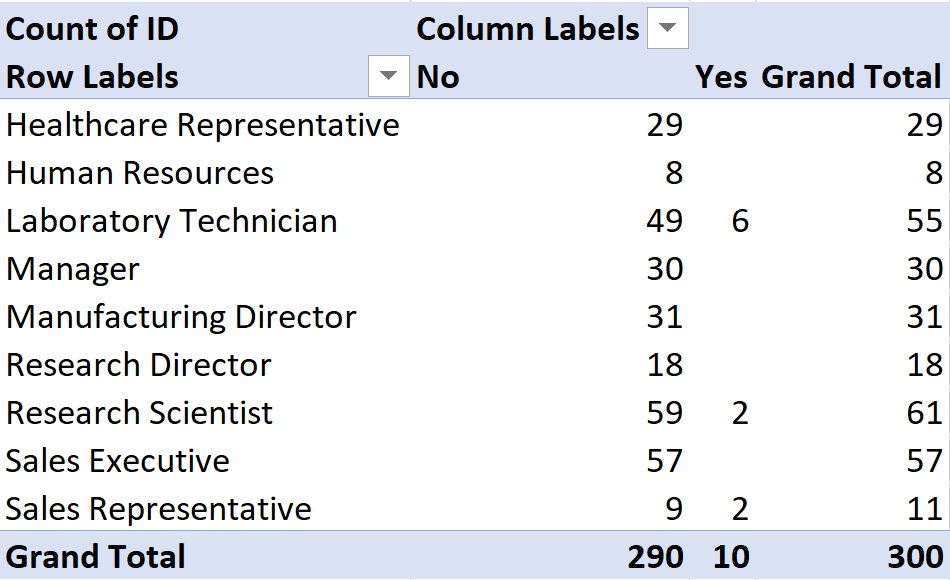 Count of ID Column Labels
Row Labels No Yes Grand Total
Healthcare Representative 29 29
Human Resources 8 8
Laboratory Technician 49 6 55
Manager 30 30
Manufacturing Director 31 31
Research Director 18 18
Research Scientist 59 2 61
Sales Executive 57 57
Sales Representative 9 2 11
Grand Total 290 10 300